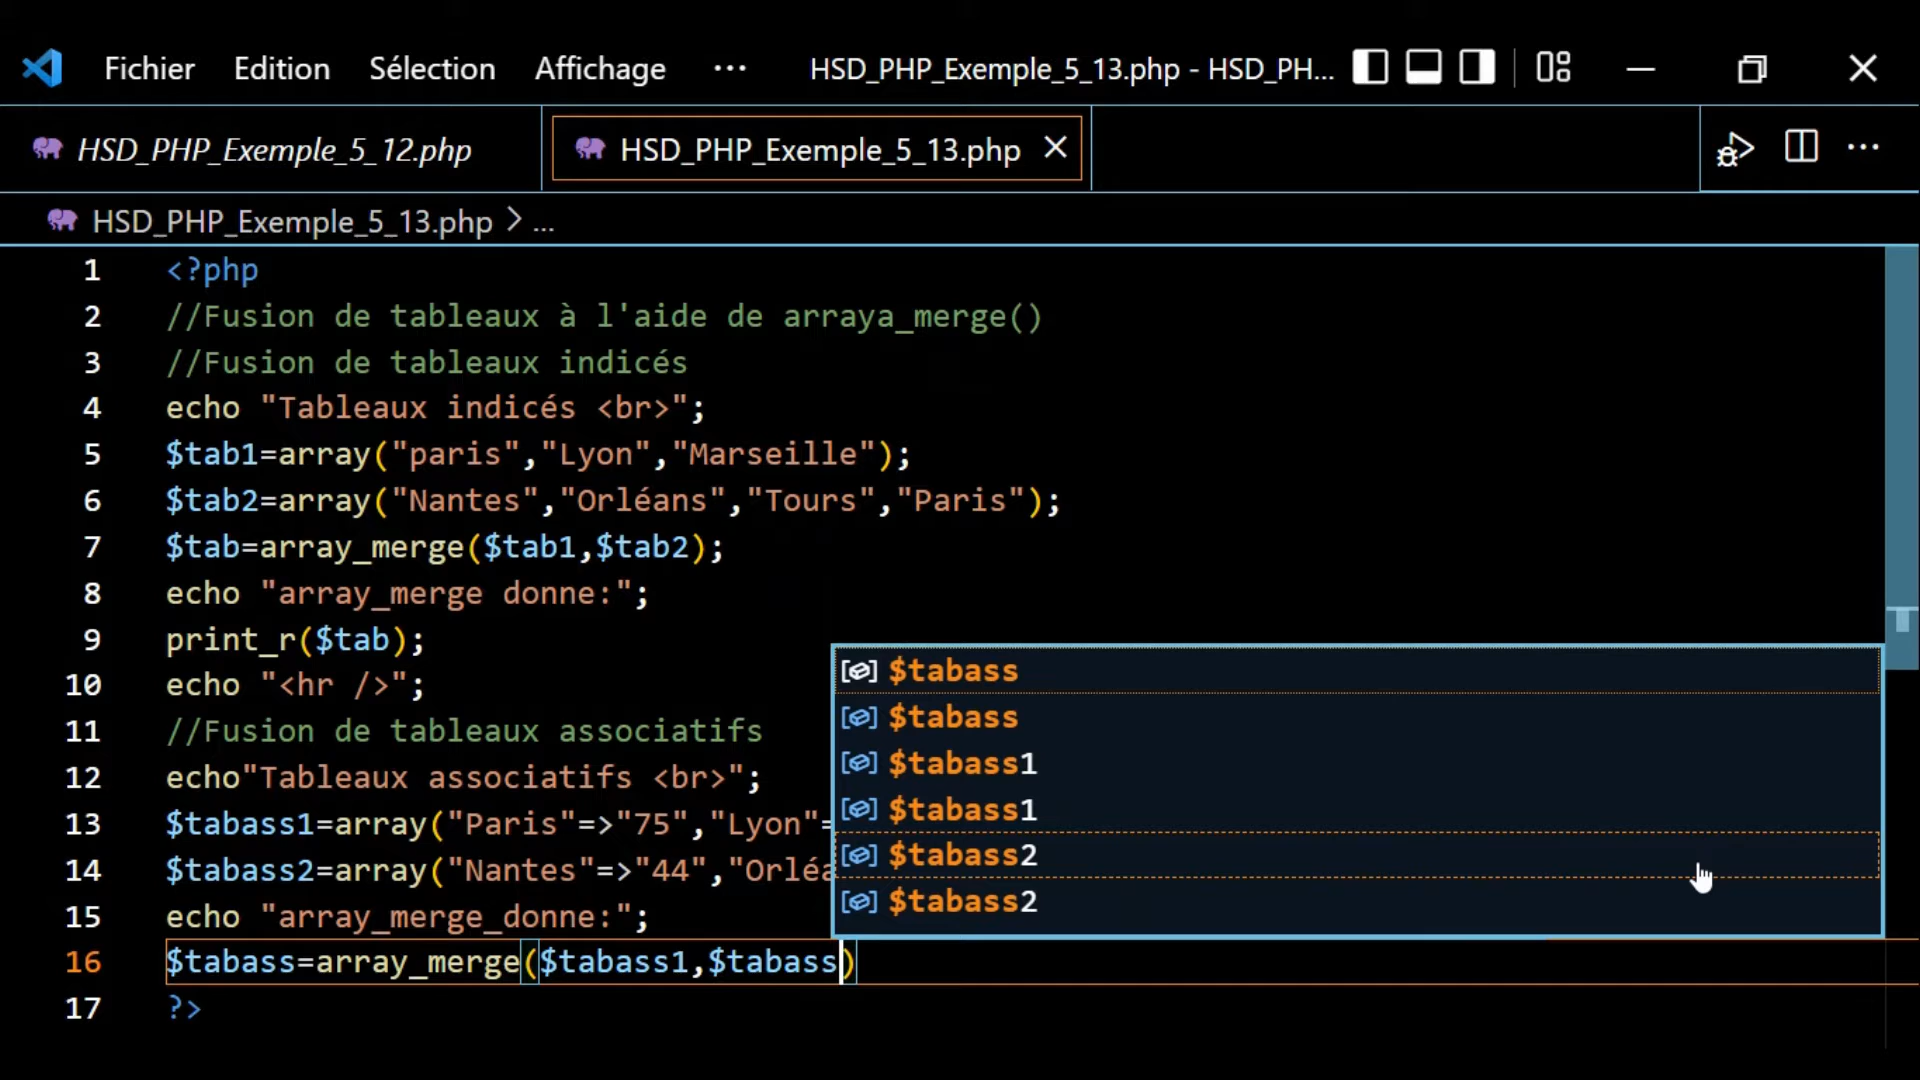 Fichier Edition Sélection Affichage ··· HSD_PHP_Exemple_5_13.php - HSD_PH...
HSD_PHP_Exemple_5_12.php HSD_PHP_Exemple_5_13.php
HSD_PHP_Exemple_5_13.php > ...
1 <?php
2 //Fusion de tableaux à l'aide de arraya_merge()
3 //Fusion de tableaux indicés
4 echo "Tableaux indicés <br>";
5 $tab1=array("paris","Lyon","Marseille");
6 $tab2=array("Nantes","Orléans","Tours","Paris");
7 $tab=array_merge($tab1,$tab2);
8 echo "array_merge donne:";
9 print_r($tab);
10 echo "<hr />";
11 //Fusion de tableaux associatifs
12 echo"Tableaux associatifs <br>";
13 $tabass1=array("Paris"=>"75","Lyon"=
14 $tabass2=array("Nantes"=>"44","Orléa
15 echo "array_merge_donne:";
16 $tabass=array_merge($tabass1,$tabass)
17 ?>
$tabass
$tabass
$tabass1
$tabass1
$tabass2
$tabass2